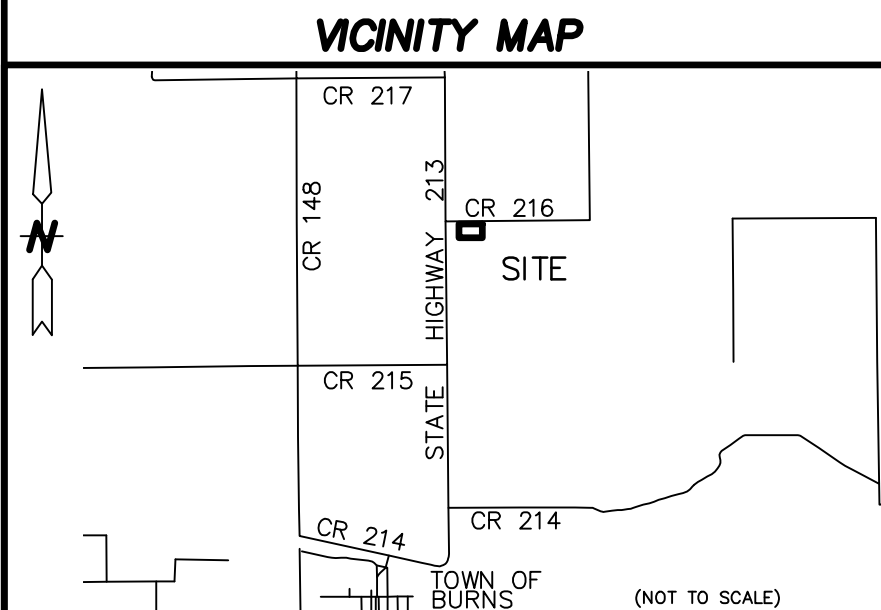 VICINITY MAP
CR 217
N
CR 148
STATE HIGHWAY 213
CR 216
SITE
CR 215
CR 214
CR 214
TOWN OF
BURNS
(NOT TO SCALE)